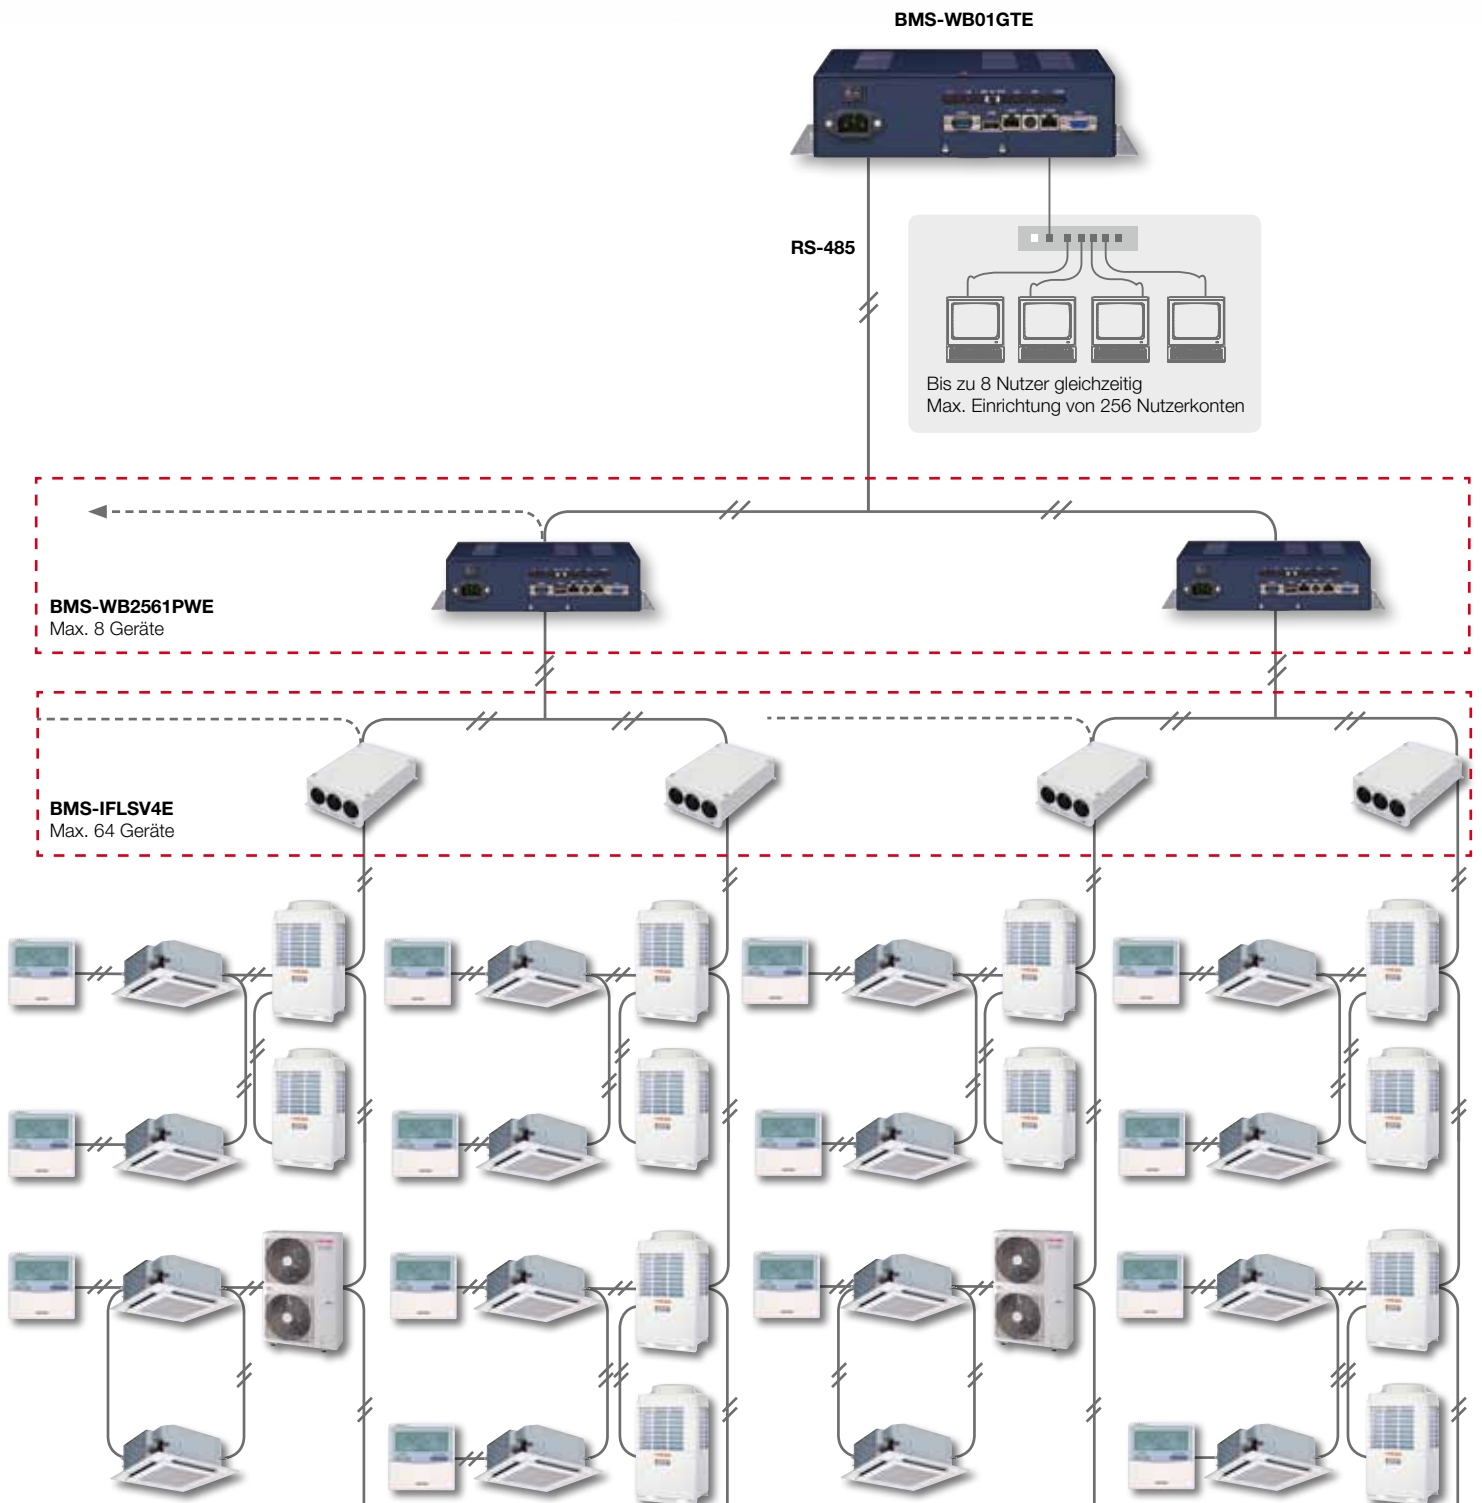 BMS-WB01GTE
RS-485
Bis zu 8 Nutzer gleichzeitig
Max. Einrichtung von 256 Nutzerkonten
BMS-WB2561PWE
Max. 8 Geräte
BMS-IFLSV4E
Max. 64 Geräte